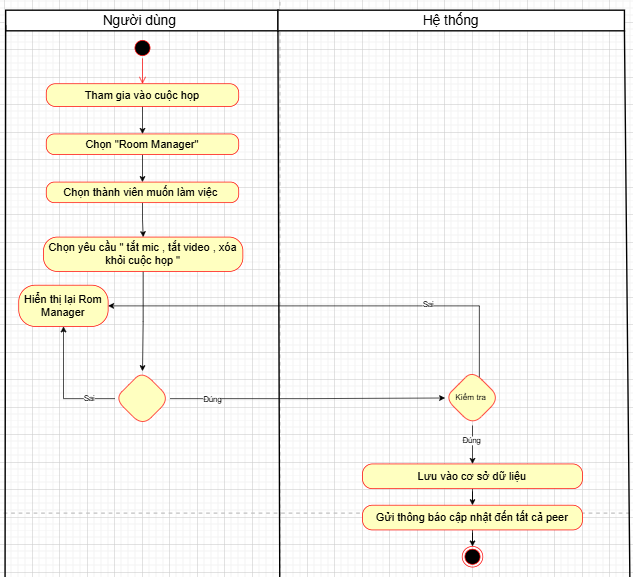 Người dùng
Hệ thống
Tham gia vào cuộc họp
Chọn "Room Manager"
Chọn thành viên muốn làm việc
Chọn yêu cầu " tắt mic , tắt video , xóa
khỏi cuộc họp "
Hiển thị lại Rom
Manager
Sai
Sai
Đúng
Kiểm tra
Đúng
Lưu vào cơ sở dữ liệu
Gửi thông báo cập nhật đến tất cả peer